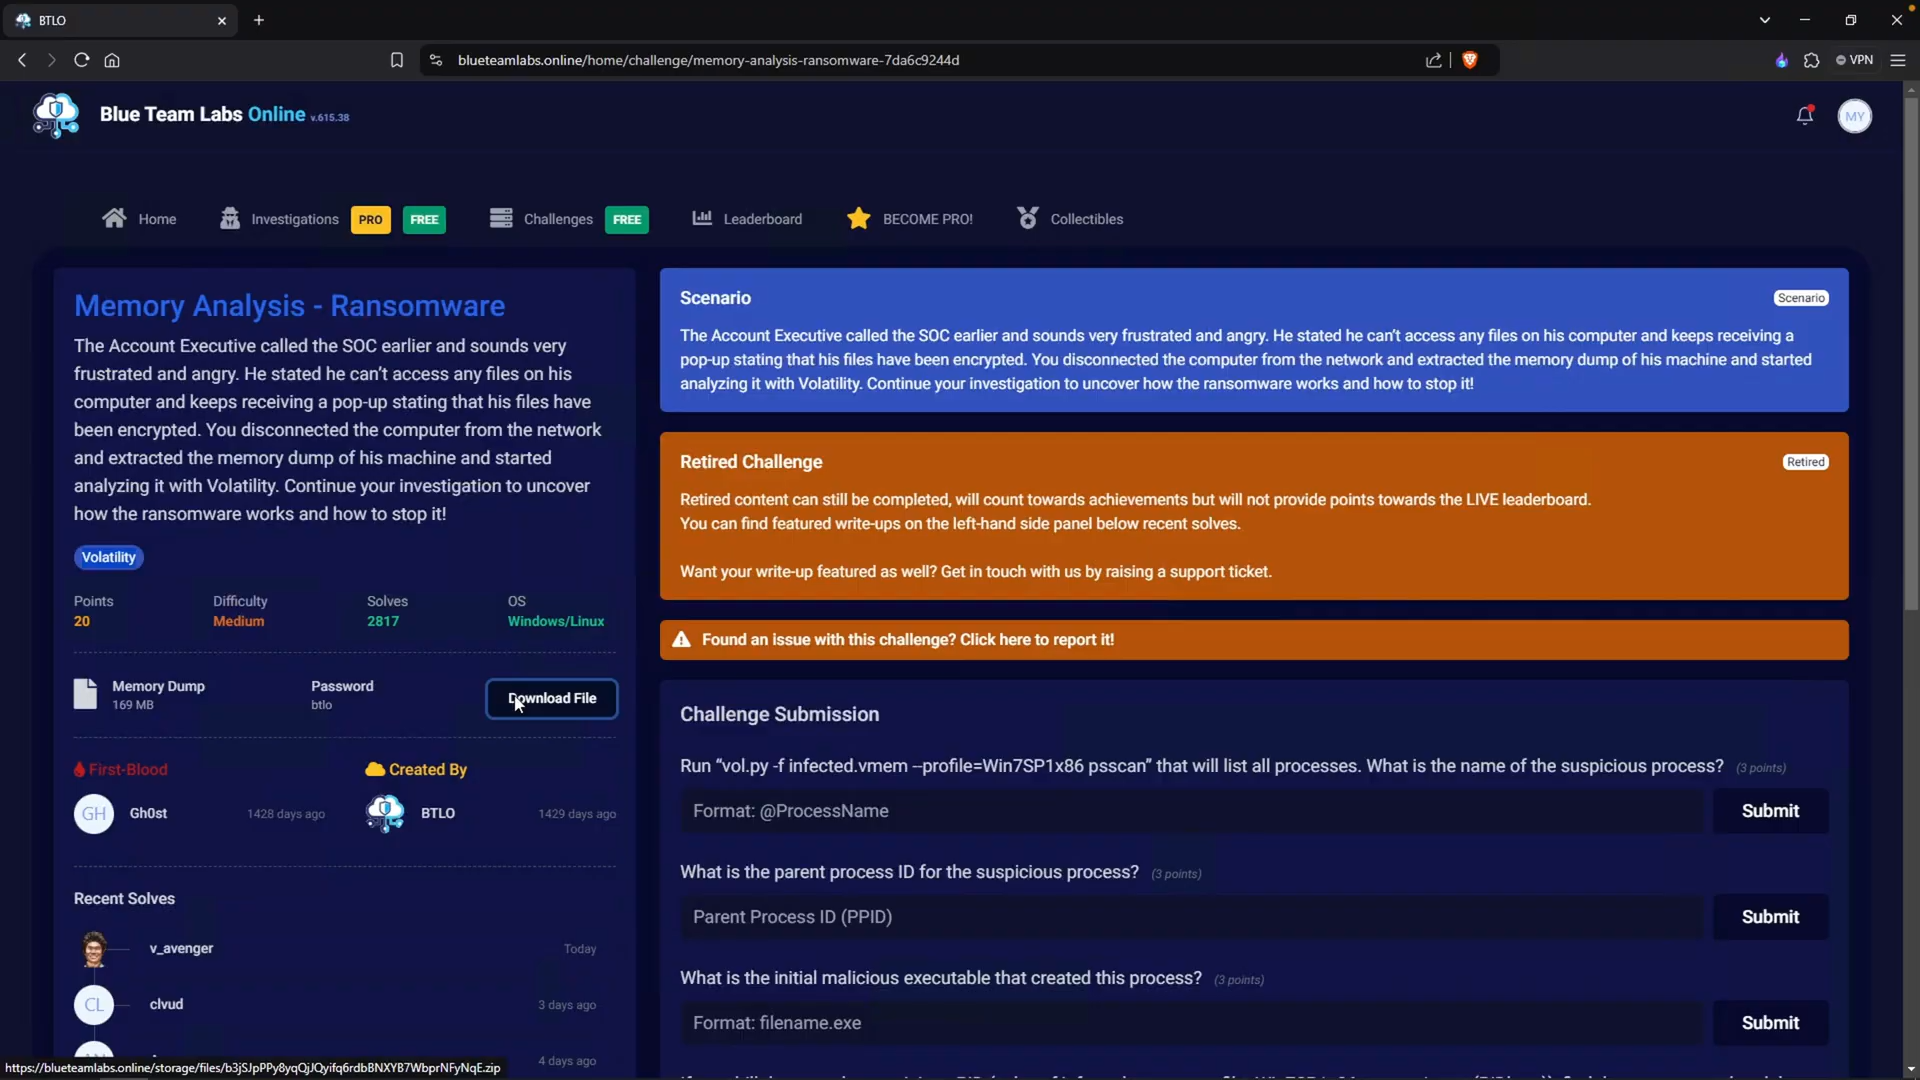 BTLO
blueteamlabs.online/home/challenge/memory-analysis-ransomware-7da6c9244d
VPN
Blue Team Labs Online v.615.38
MY
Home
Investigations PRO FREE
Challenges FREE
Leaderboard
BECOME PRO!
Collectibles
Memory Analysis - Ransomware
The Account Executive called the SOC earlier and sounds very
frustrated and angry. He stated he can't access any files on his
computer and keeps receiving a pop-up stating that his files have
been encrypted. You disconnected the computer from the network
and extracted the memory dump of his machine and started
analyzing it with Volatility. Continue your investigation to uncover
how the ransomware works and how to stop it!
Volatility
Points Difficulty Solves OS
20 Medium 2817 Windows/Linux
Memory Dump Password
169 MB btlo
Download File
First-Blood Created By
GH Gh0st 1428 days ago BTLO 1429 days ago
Recent Solves
v_avenger Today
CL clvud 3 days ago
4 days ago
Scenario Scenario
The Account Executive called the SOC earlier and sounds very frustrated and angry. He stated he can't access any files on his computer and keeps receiving a
pop-up stating that his files have been encrypted. You disconnected the computer from the network and extracted the memory dump of his machine and started
analyzing it with Volatility. Continue your investigation to uncover how the ransomware works and how to stop it!
Retired Challenge Retired
Retired content can still be completed, will count towards achievements but will not provide points towards the LIVE leaderboard.
You can find featured write-ups on the left-hand side panel below recent solves.
Want your write-up featured as well? Get in touch with us by raising a support ticket.
Found an issue with this challenge? Click here to report it!
Challenge Submission
Run “vol.py -f infected.vmem --profile=Win7SP1x86 psscan” that will list all processes. What is the name of the suspicious process? (3 points)
Format: @ProcessName Submit
What is the parent process ID for the suspicious process? (3 points)
Parent Process ID (PPID) Submit
What is the initial malicious executable that created this process? (3 points)
Format: filename.exe Submit